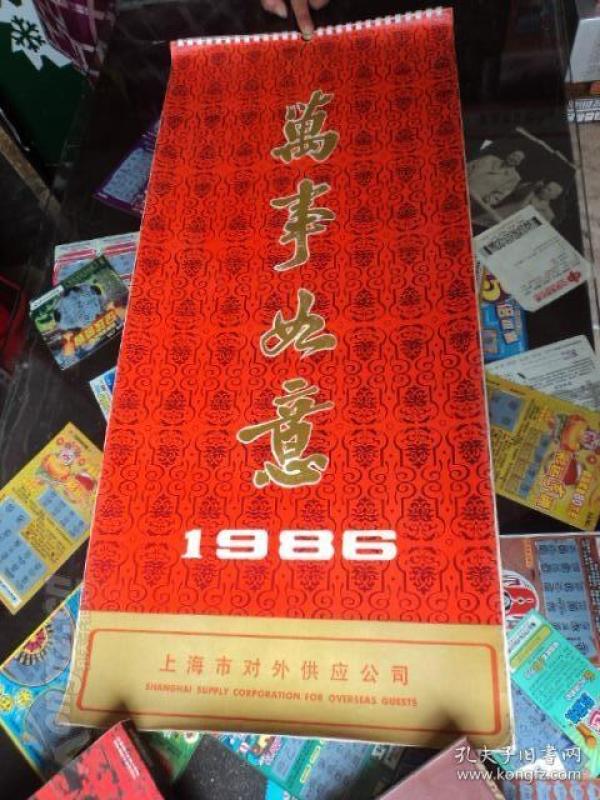 萬事如意
1986
上海市对外供应公司
SHANGHAI SUPPLY CORPORATION FOR OVERSEAS GUESTS
孔夫子旧书网
www.kongfz.com